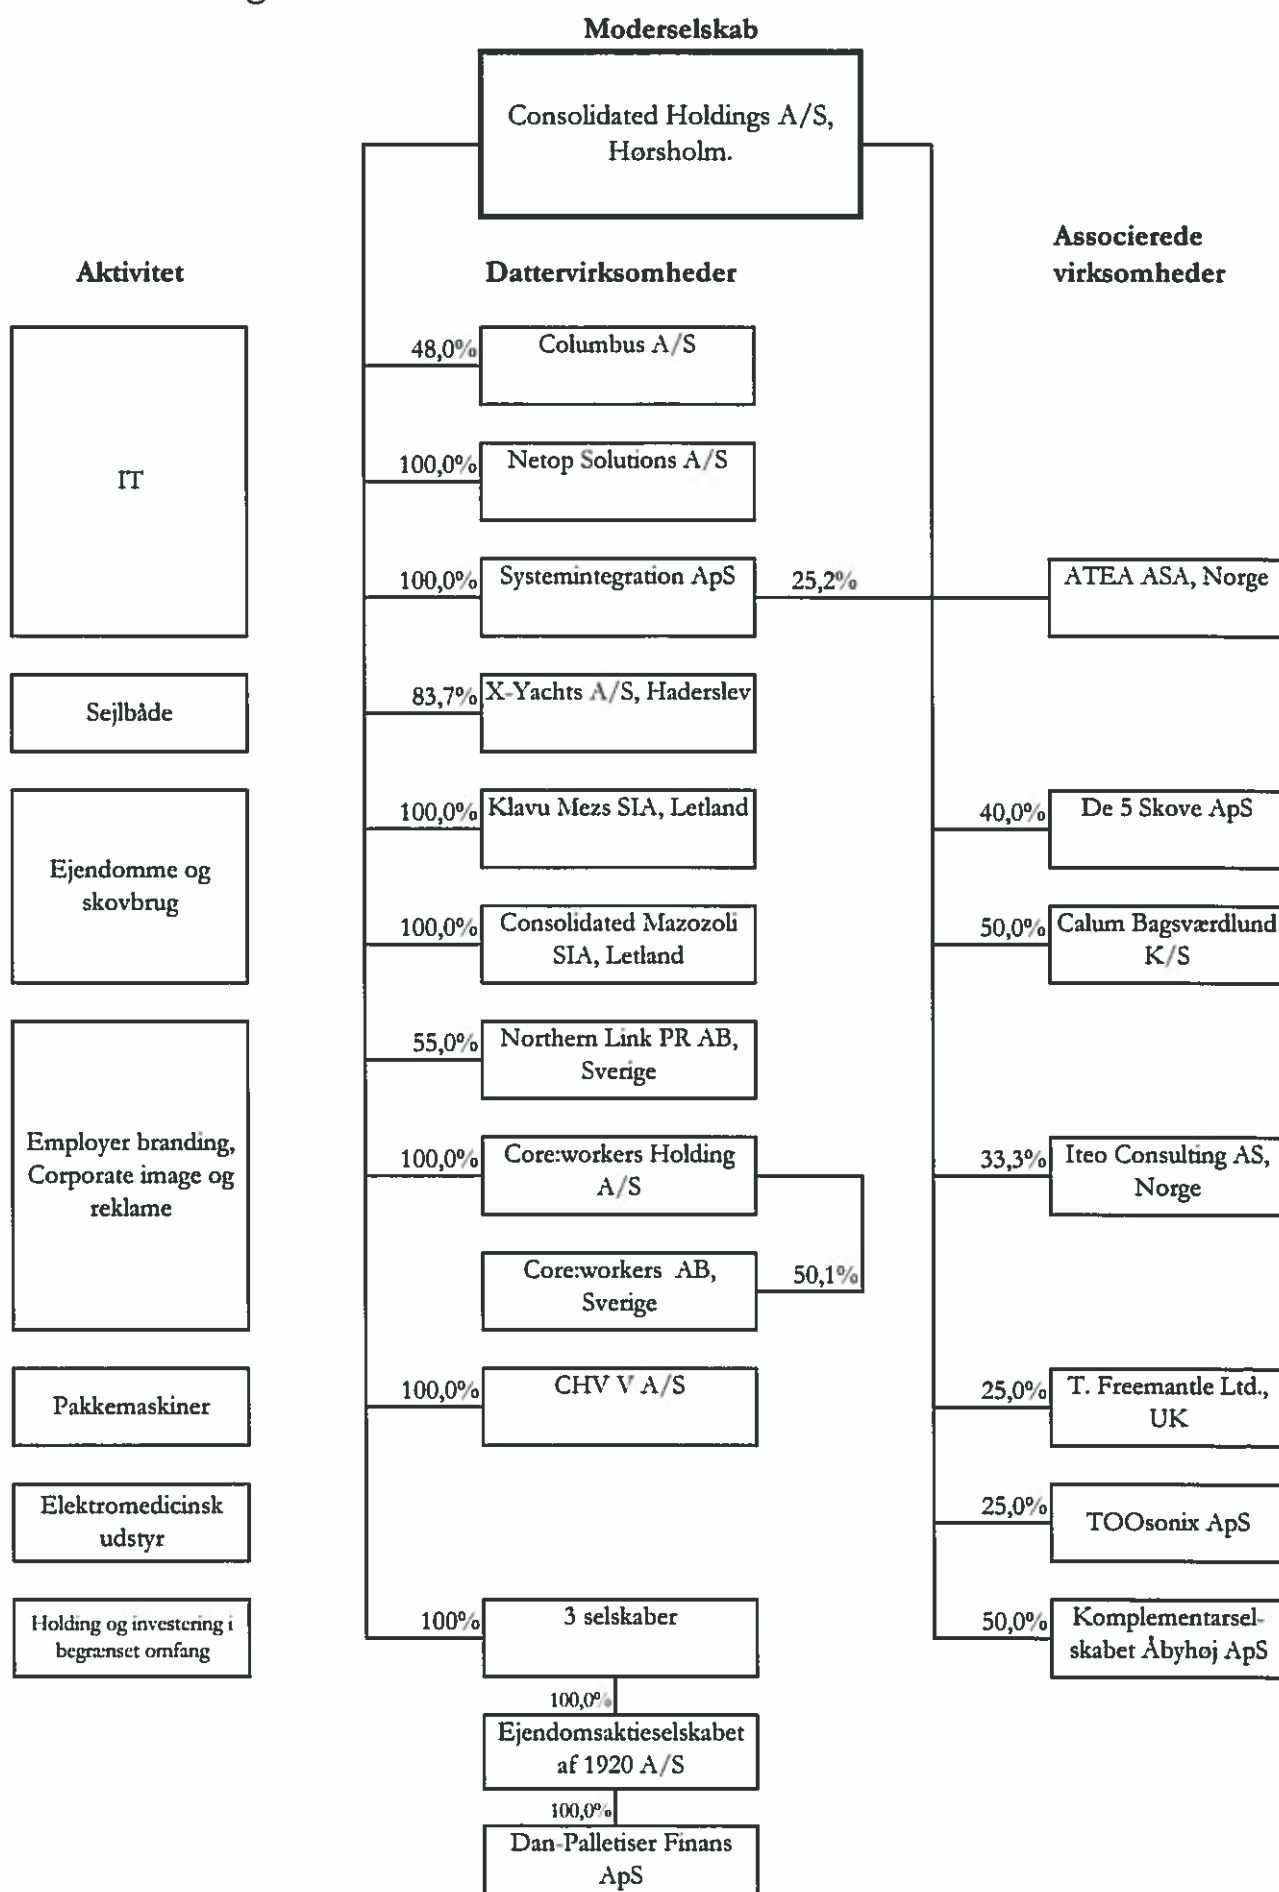 Moderselskab
Consolidated Holdings A/S,
Hørsholm.
Aktivitet
Dattervirksomheder
Associerede
virksomheder
IT
48,0%
Columbus A/S
100,0%
Netop Solutions A/S
100,0%
Systemintegration ApS
25,2%
ATEA ASA, Norge
Sejlbåde
83,7%
X-Yachts A/S, Haderslev
Ejendomme og
skovbrug
100,0%
Klavu Mezs SIA, Letland
40,0%
De 5 Skove ApS
100,0%
Consolidated Mazozoli
SIA, Letland
50,0%
Calum Bagsværdlund
K/S
Employer branding,
Corporate image og
reklame
55,0%
Northern Link PR AB,
Sverige
100,0%
Core:workers Holding
A/S
33,3%
Iteo Consulting AS,
Norge
Core:workers AB,
Sverige
50,1%
Pakkemaskiner
100,0%
CHV V A/S
25,0%
T. Freemantle Ltd.,
UK
Elektromedicinsk
udstyr
25,0%
TOOsonix ApS
Holding og investering i
begrænset omfang
100%
3 selskaber
50,0%
Komplementarsel-
skabet Åbyhøj ApS
100,0%
Ejendomsaktieselskabet
af 1920 A/S
100,0%
Dan-Palletiser Finans
ApS